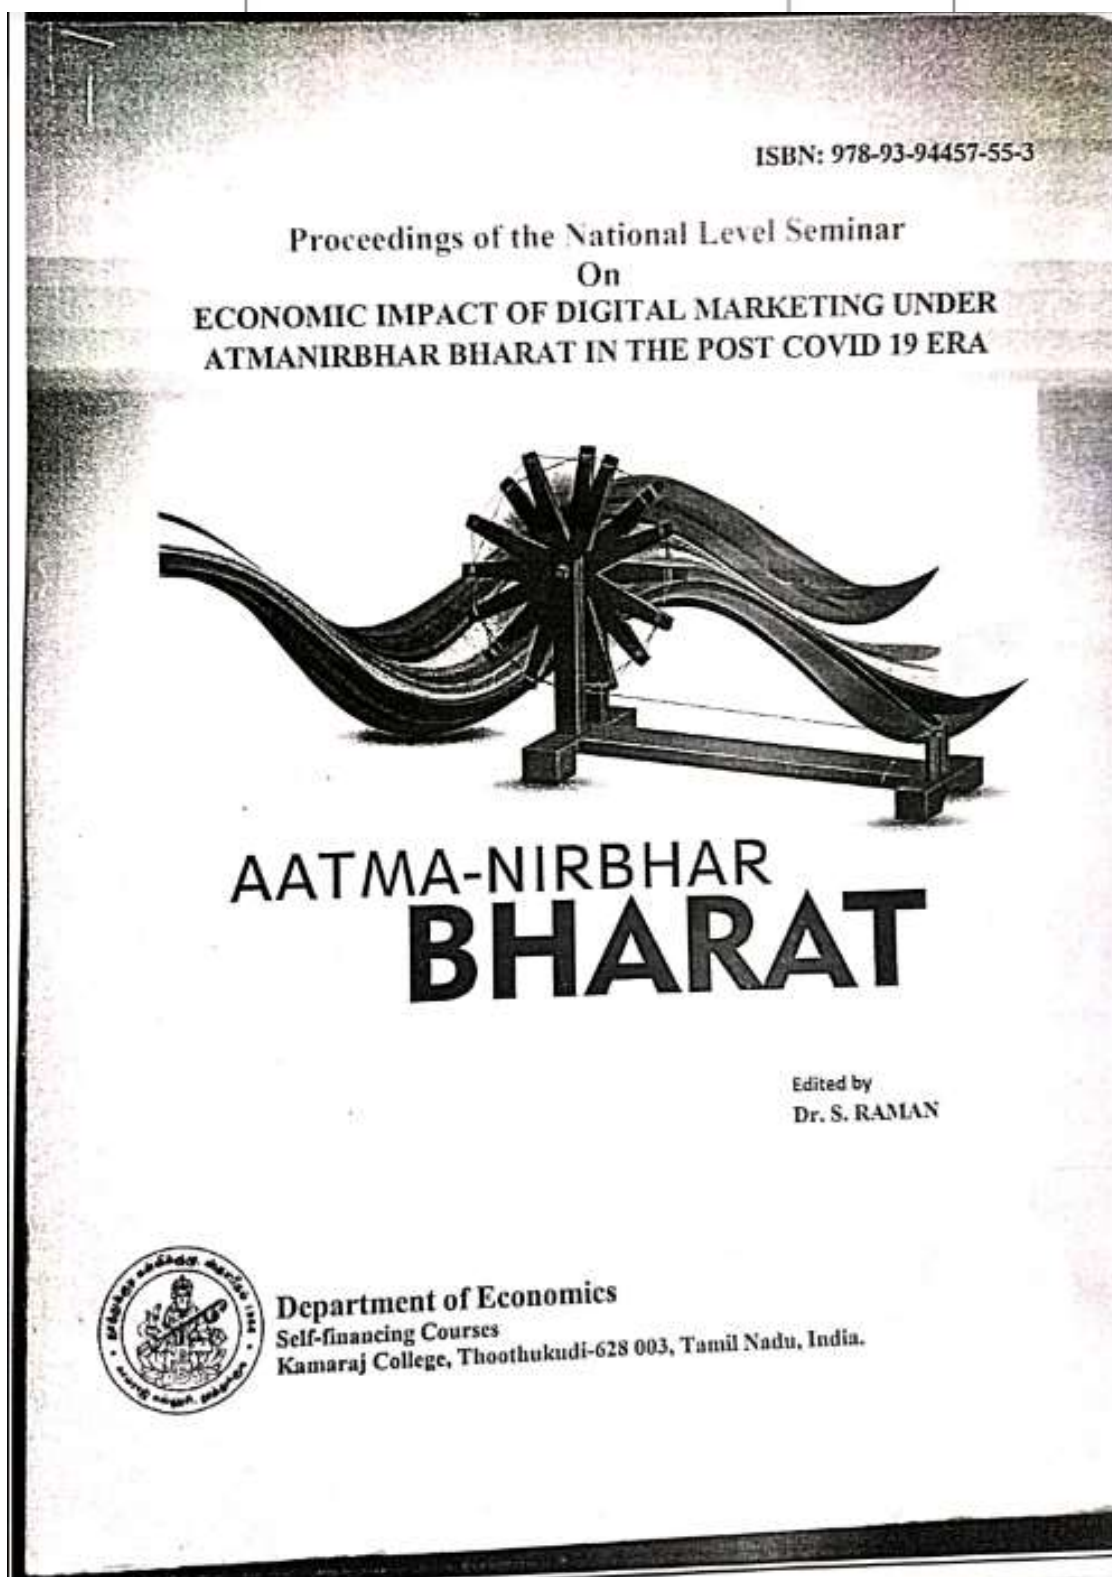 ISBN: 978-93-94457-55-3
Proceedings of the National Level Seminar
On
ECONOMIC IMPACT OF DIGITAL MARKETING UNDER
ATMANIRBHAR BHARAT IN THE POST COVID 19 ERA
AATMA-NIRBHAR
BHARAT
Edited by
Dr. S. RAMAN
Department of Economics
Self-financing Courses
Kamaraj College, Thoothukudi-628 003, Tamil Nadu, India.